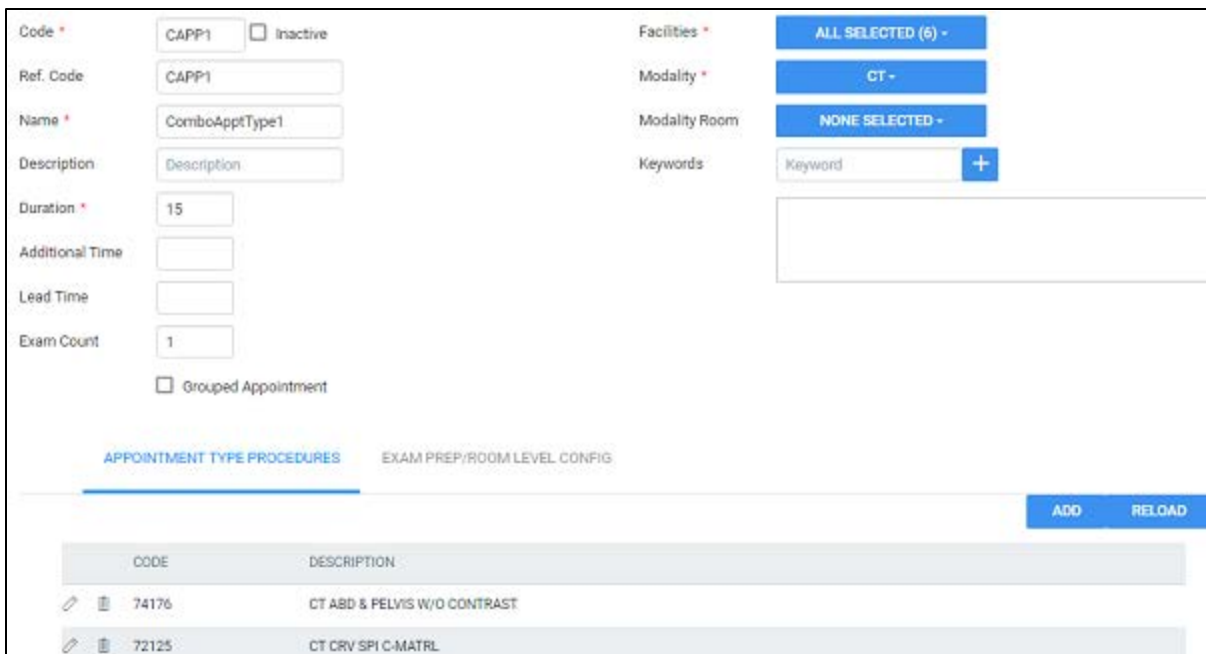 Code * CAPP1 Inactive Facilities * ALL SELECTED (6)
Ref. Code CAPP1 Modality * CT
Name * ComboApptType1 Modality Room NONE SELECTED
Description Description Keywords Keyword +
Duration * 15
Additional Time
Lead Time
Exam Count 1
Grouped Appointment
APPOINTMENT TYPE PROCEDURES EXAM PREP/ROOM LEVEL CONFIG
ADD RELOAD
CODE DESCRIPTION
74176 CT ABD & PELVIS W/O CONTRAST
72125 CT CRV SPI C-MATRL